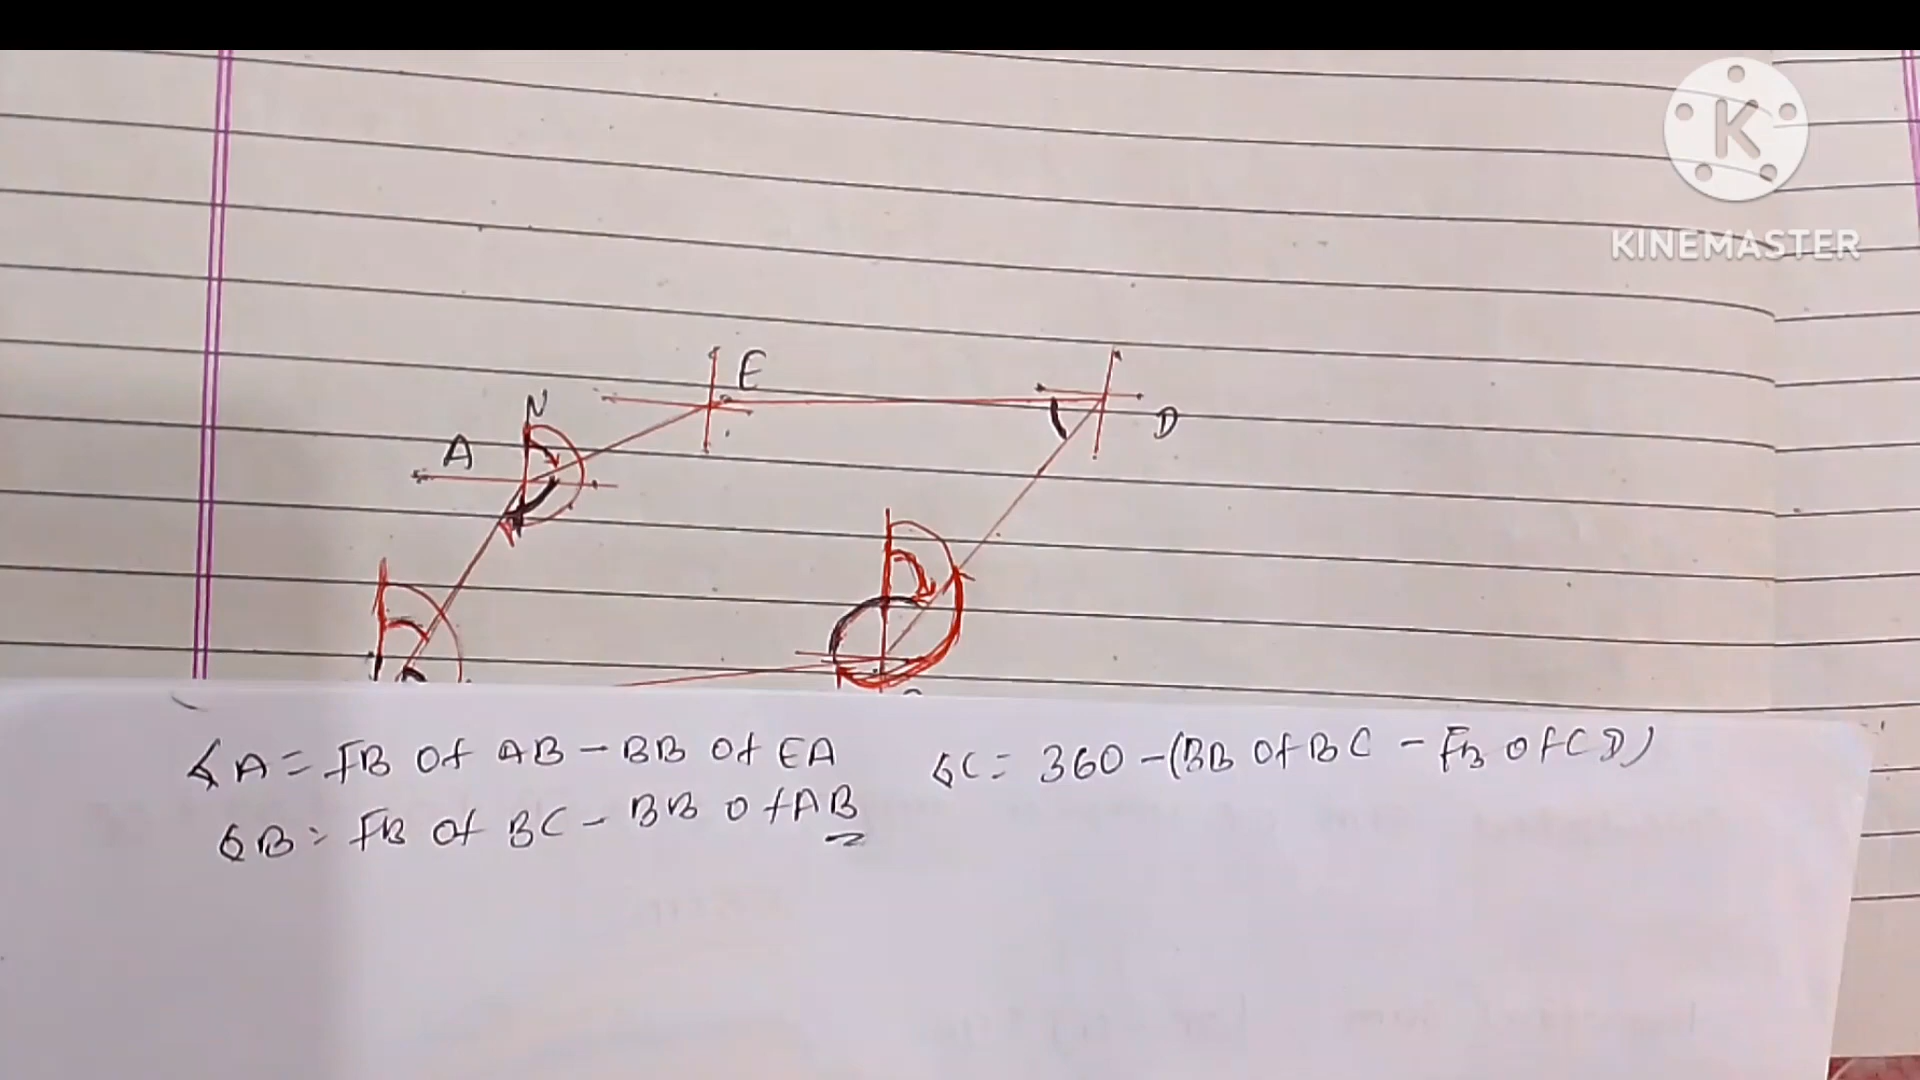 K
KINEMASTER
E
N
A
D
∡A = FB Of AB - BB Of EA
∡B = FB Of BC - BB Of AB
∡C = 360 - (BB Of BC - FB Of CD)